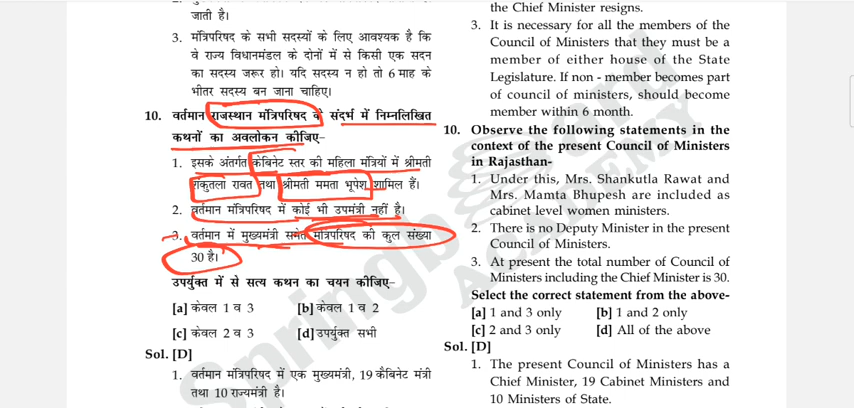 जाती है।
3. मंत्रिपरिषद के सभी सदस्यों के लिए आवश्यक है कि
वे राज्य विधानमंडल के दोनों में से किसी एक सदन
का सदस्य जरूर हो। यदि सदस्य न हो तो 6 माह के
भीतर सदस्य बन जाना चाहिए।
10. वर्तमान राजस्थान मंत्रिपरिषद के संदर्भ में निम्नलिखित
कथनों का अवलोकन कीजिए–
1. इसके अंतर्गत केबिनेट स्तर की महिला मंत्रियों में श्रीमती
शंकुतला रावत तथा श्रीमती ममता भूपेश शामिल हैं।
2. वर्तमान मंत्रिपरिषद में कोई भी उपमंत्री नहीं है।
3. वर्तमान में मुख्यमंत्री समेत मंत्रिपरिषद की कुल संख्या
30 है।
उपर्युक्त में से सत्य कथन का चयन कीजिए–
[a] केवल 1 व 3 [b] केवल 1 व 2
[c] केवल 2 व 3 [d] उपर्युक्त सभी
Sol. [D]
1. वर्तमान मंत्रिपरिषद में एक मुख्यमंत्री, 19 कैबिनेट मंत्री
तथा 10 राज्यमंत्री है।
the Chief Minister resigns.
3. It is necessary for all the members of the
Council of Ministers that they must be a
member of either house of the State
Legislature. If non - member becomes part
of council of ministers, should become
member within 6 month.
10. Observe the following statements in the
context of the present Council of Ministers
in Rajasthan-
1. Under this, Mrs. Shankutla Rawat and
Mrs. Mamta Bhupesh are included as
cabinet level women ministers.
2. There is no Deputy Minister in the present
Council of Ministers.
3. At present the total number of Council of
Ministers including the Chief Minister is 30.
Select the correct statement from the above-
[a] 1 and 3 only [b] 1 and 2 only
[c] 2 and 3 only [d] All of the above
Sol. [D]
1. The present Council of Ministers has a
Chief Minister, 19 Cabinet Ministers and
10 Ministers of State.
Springboard
ACADEMY